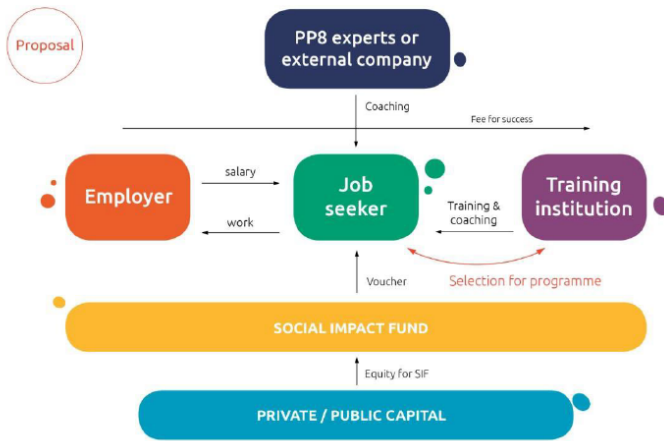 Proposal
PP8 experts or
external company
Coaching
Fee for success
Employer
salary
work
Job
seeker
Training &
coaching
Training
institution
Selection for programme
Voucher
SOCIAL IMPACT FUND
Equity for SIF
PRIVATE / PUBLIC CAPITAL